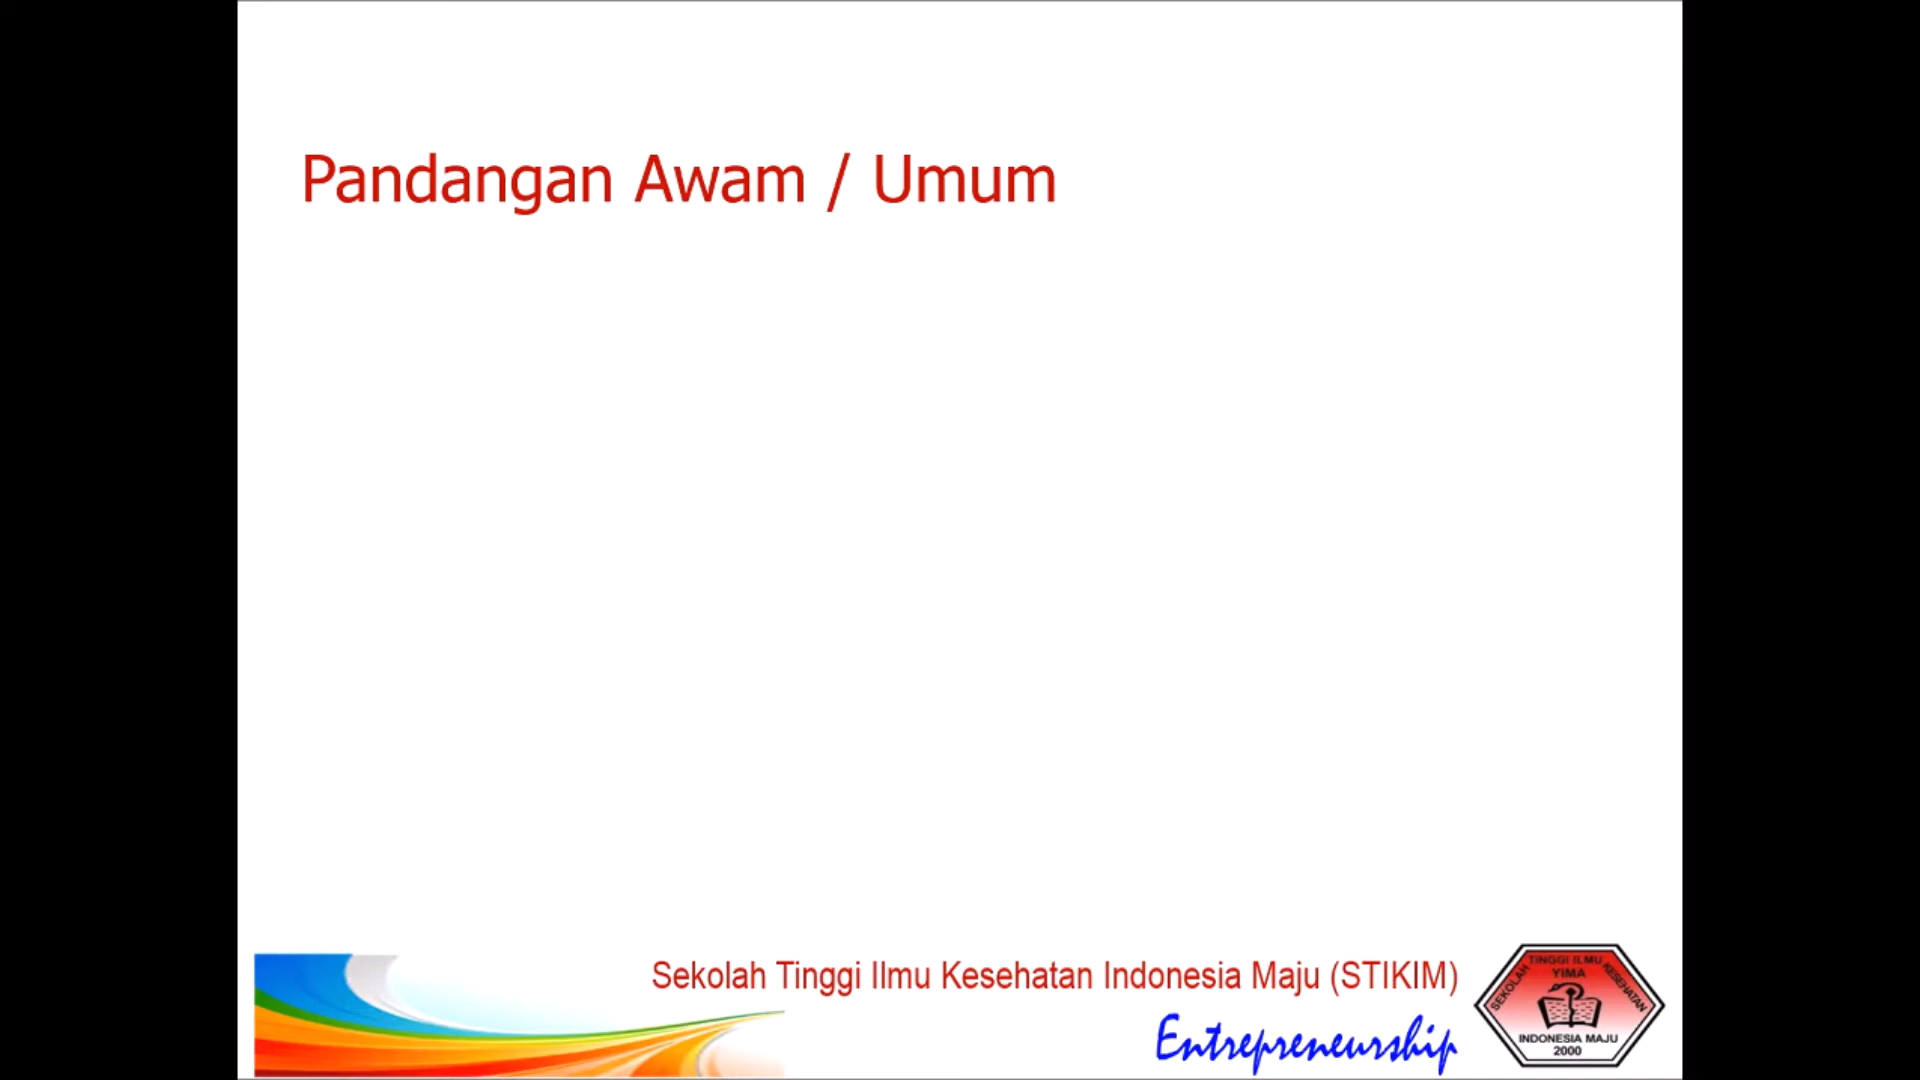 Pandangan Awam / Umum
Sekolah Tinggi Ilmu Kesehatan Indonesia Maju (STIKIM)
Entrepreneurship
SEKOLAH TINGGI ILMU KESEHATAN
YIMA
INDONESIA MAJU
2000